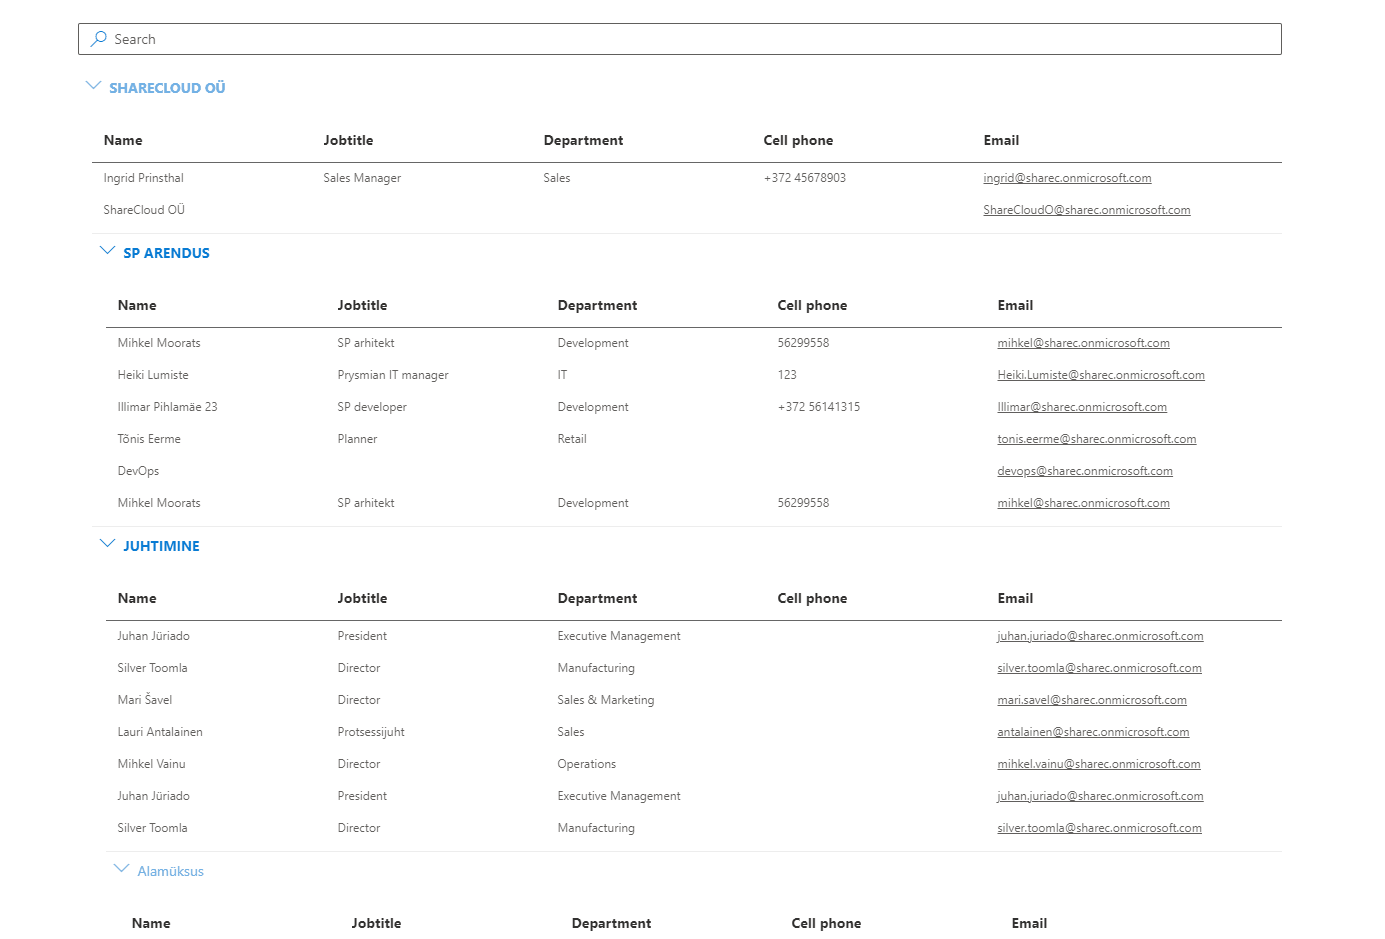 Search
SHARECLOUD OÜ
Name Jobtitle Department Cell phone Email
Ingrid Prinsthal Sales Manager Sales +372 45678903 ingrid@sharec.onmicrosoft.com
ShareCloud OÜ ShareCloudO@sharec.onmicrosoft.com
SP ARENDUS
Name Jobtitle Department Cell phone Email
Mihkel Moorats SP arhitekt Development 56299558 mihkel@sharec.onmicrosoft.com
Heiki Lumiste Prysmian IT manager IT 123 Heiki.Lumiste@sharec.onmicrosoft.com
Illimar Pihlamäe 23 SP developer Development +372 56141315 Illimar@sharec.onmicrosoft.com
Tõnis Eerme Planner Retail tonis.eerme@sharec.onmicrosoft.com
DevOps devops@sharec.onmicrosoft.com
Mihkel Moorats SP arhitekt Development 56299558 mihkel@sharec.onmicrosoft.com
JUHTIMINE
Name Jobtitle Department Cell phone Email
Juhan Jüriado President Executive Management juhan.juriado@sharec.onmicrosoft.com
Silver Toomla Director Manufacturing silver.toomla@sharec.onmicrosoft.com
Mari Šavel Director Sales & Marketing mari.savel@sharec.onmicrosoft.com
Lauri Antalainen Protsessijuht Sales antalainen@sharec.onmicrosoft.com
Mihkel Vainu Director Operations mihkel.vainu@sharec.onmicrosoft.com
Juhan Jüriado President Executive Management juhan.juriado@sharec.onmicrosoft.com
Silver Toomla Director Manufacturing silver.toomla@sharec.onmicrosoft.com
Alamüksus
Name Jobtitle Department Cell phone Email